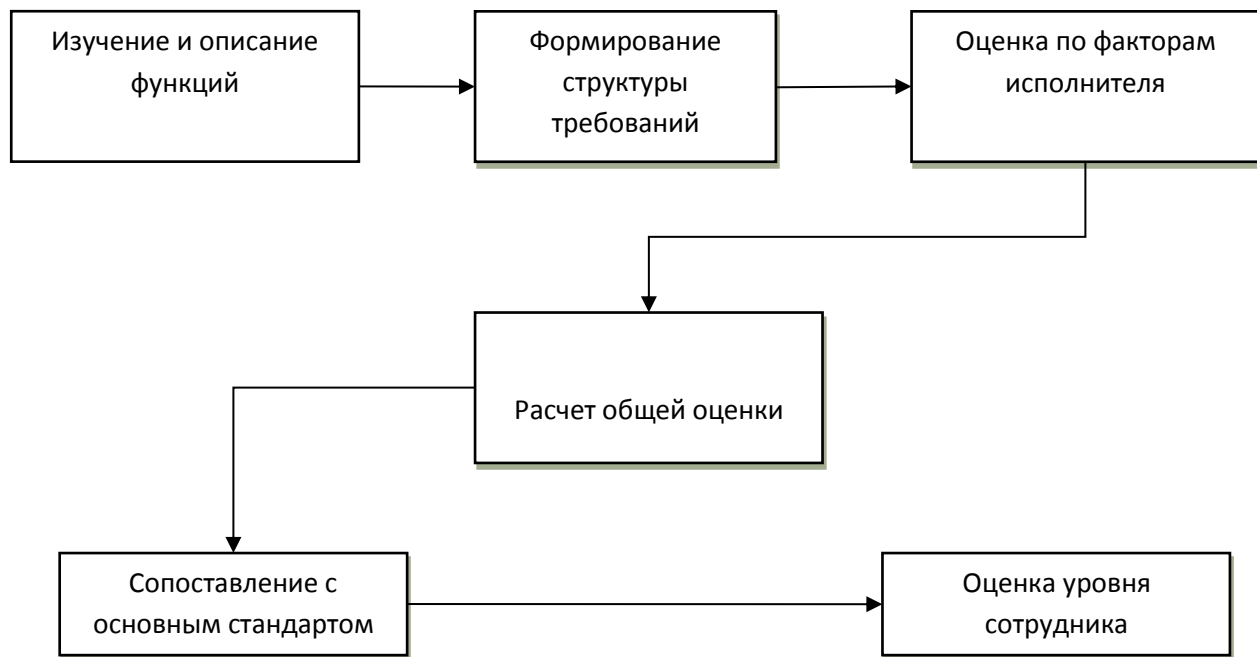 Изучение и описание
функций
Формирование
структуры
требований
Оценка по факторам
исполнителя
Расчет общей оценки
Сопоставление с
основным стандартом
Оценка уровня
сотрудника